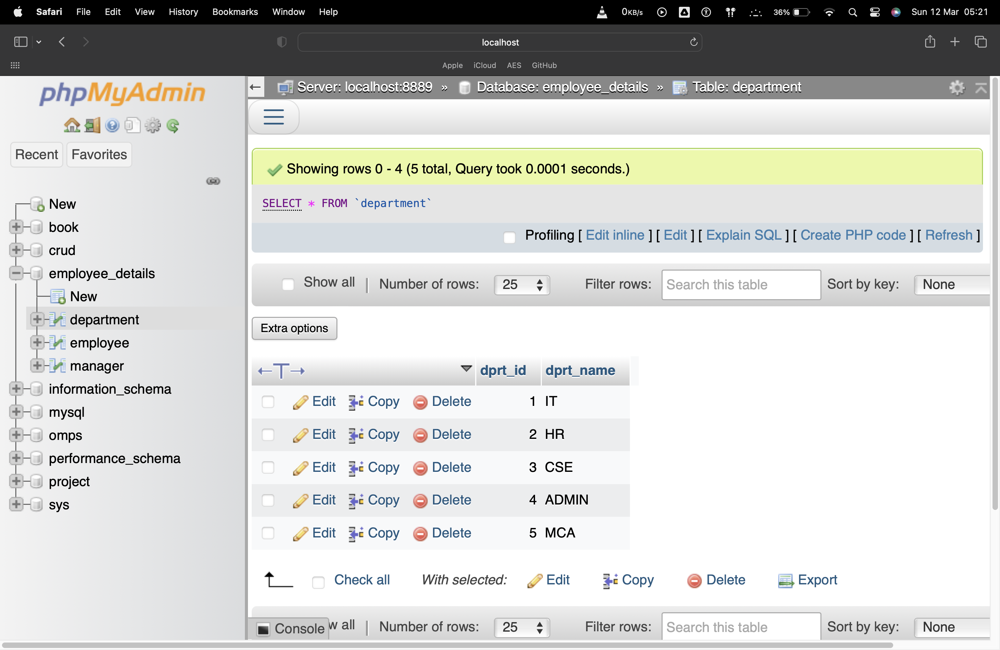 Safari File Edit View History Bookmarks Window Help 0KB/s 36% Sun 12 Mar 05:21
localhost
Apple iCloud AES GitHub
phpMyAdmin
Recent Favorites
New
book
crud
employee_details
New
department
employee
manager
information_schema
mysql
omps
performance_schema
project
sys
Server: localhost:8889 » Database: employee_details » Table: department
Showing rows 0 - 4 (5 total, Query took 0.0001 seconds.)
SELECT * FROM `department`
Profiling [ Edit inline ] [ Edit ] [ Explain SQL ] [ Create PHP code ] [ Refresh ]
Show all | Number of rows: 25 Filter rows: Search this table Sort by key: None
Extra options
←T→ dprt_id dprt_name
Edit Copy Delete 1 IT
Edit Copy Delete 2 HR
Edit Copy Delete 3 CSE
Edit Copy Delete 4 ADMIN
Edit Copy Delete 5 MCA
Check all With selected: Edit Copy Delete Export
Console w all | Number of rows: 25 Filter rows: Search this table Sort by key: None